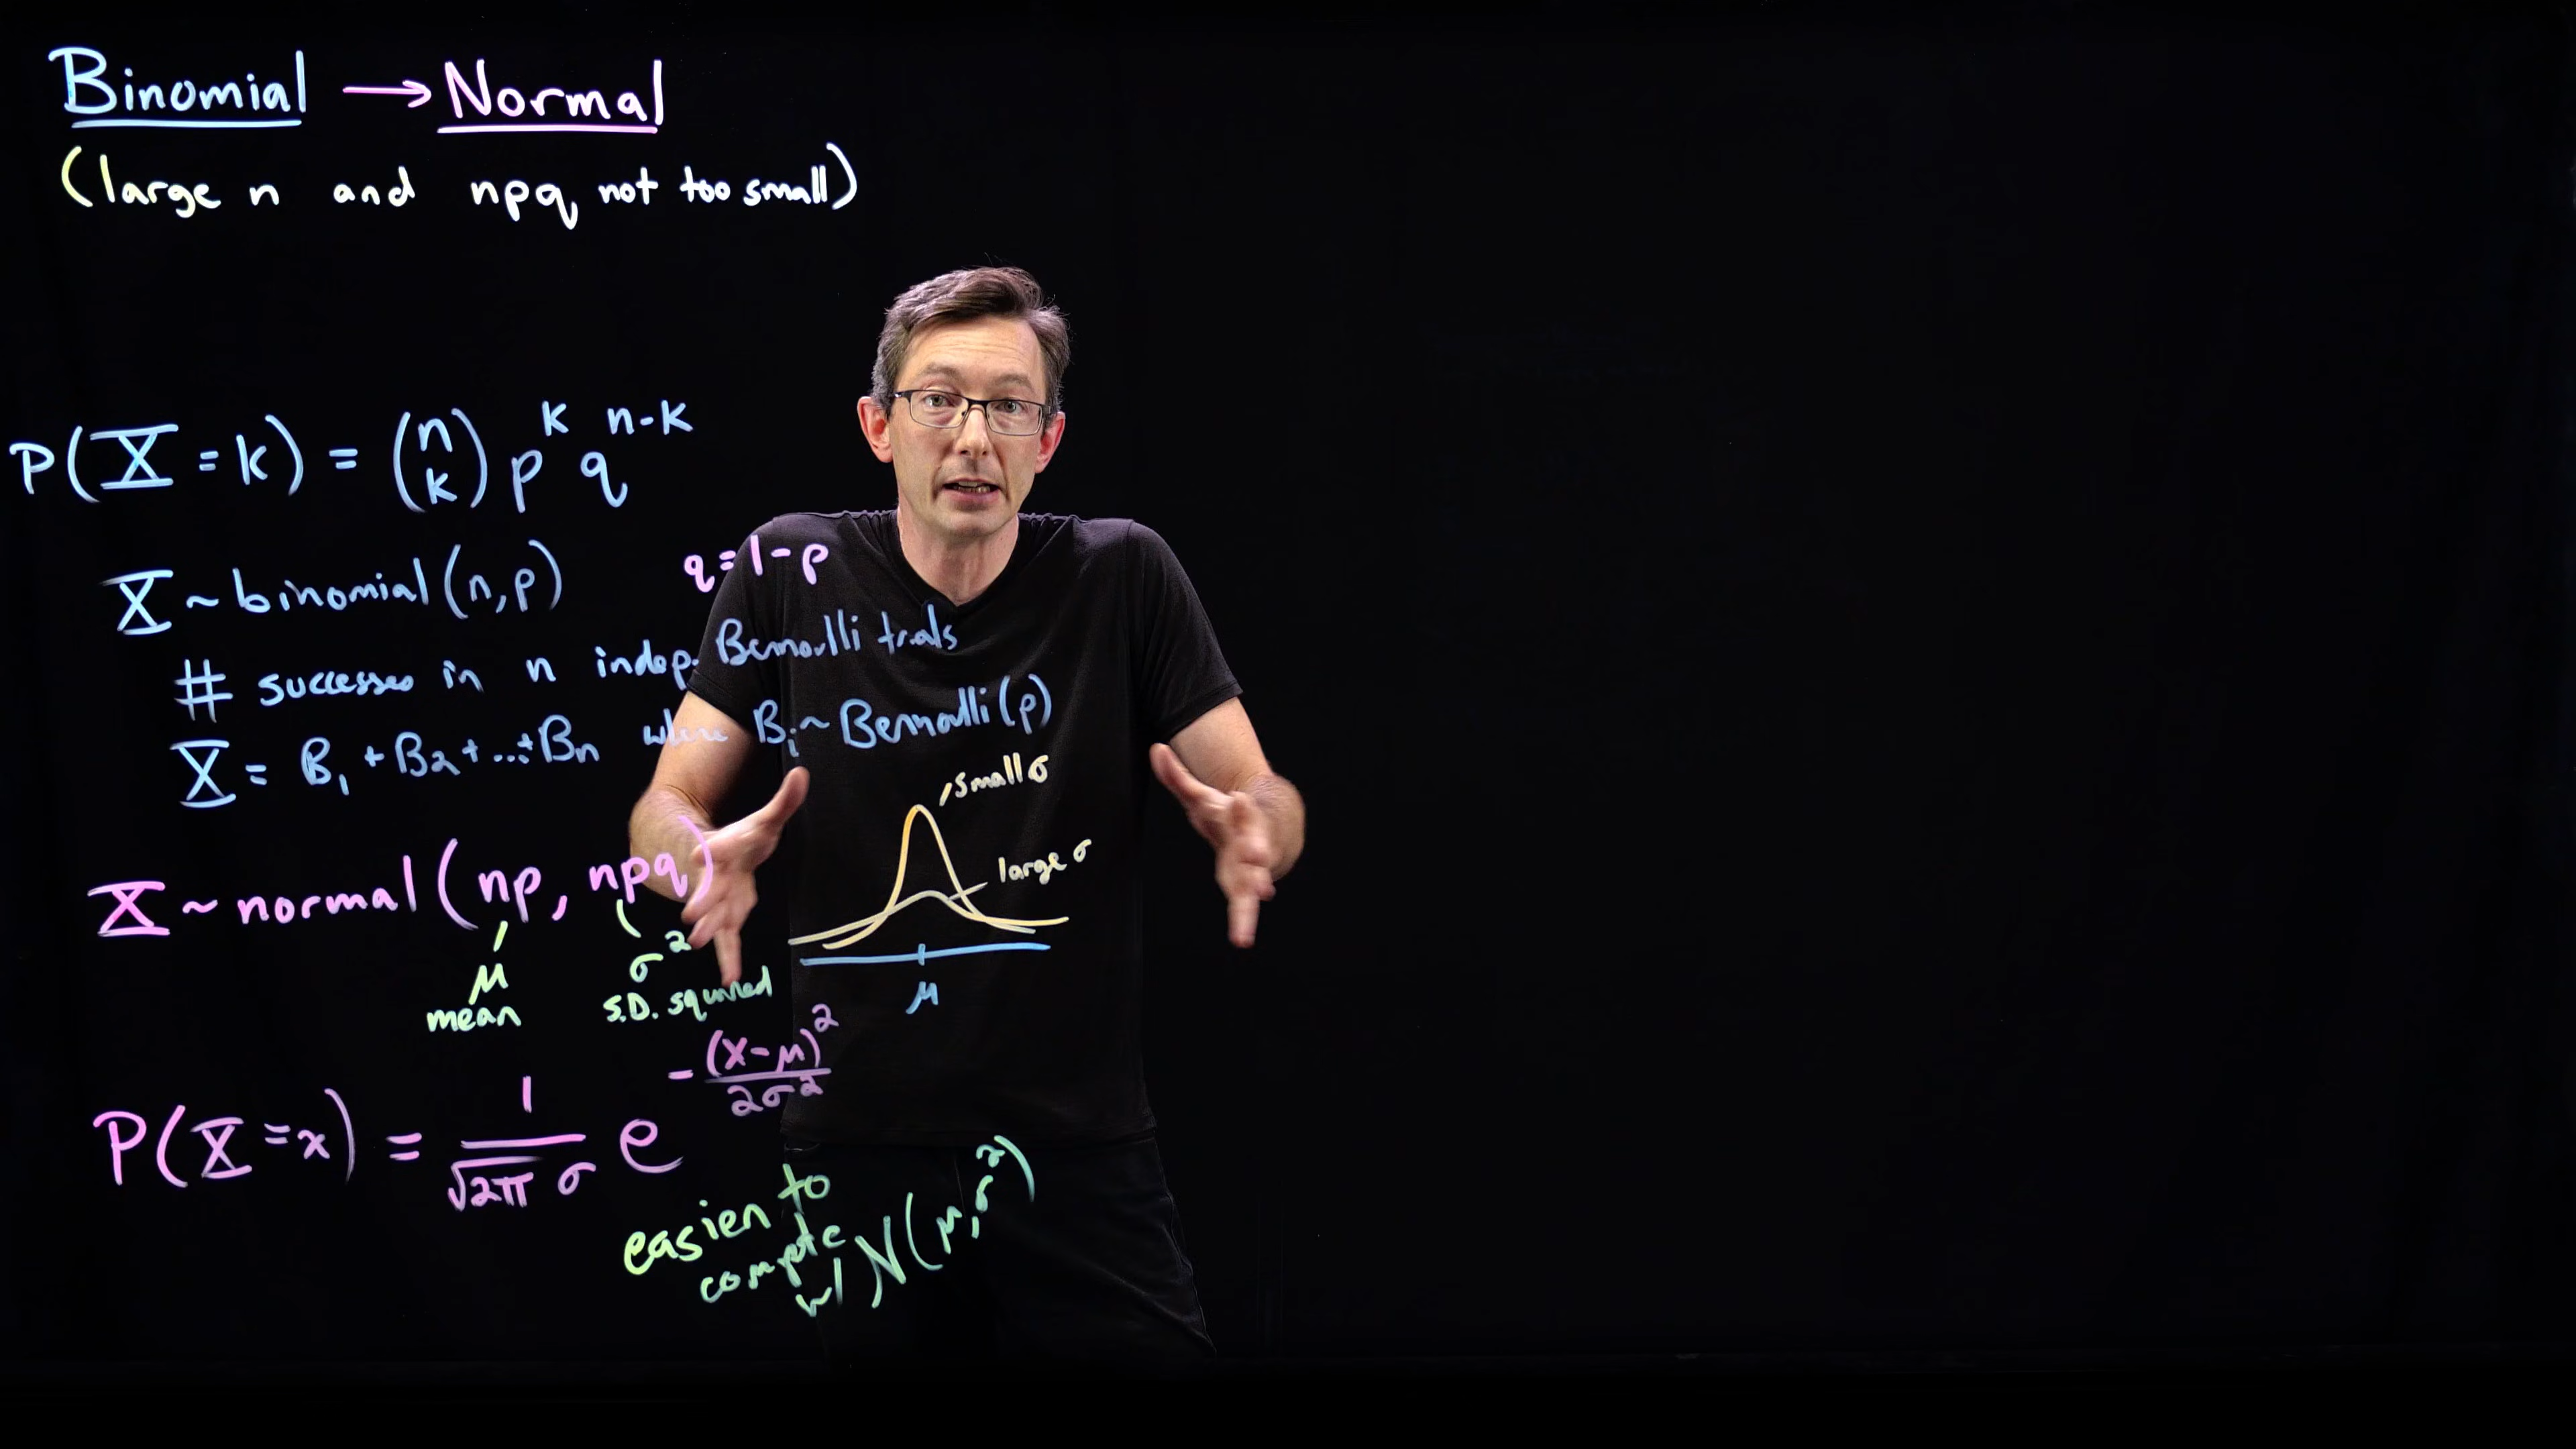 Binomial → Normal
(large n and npq not too small)
P(X = k) = (n k) p^k q^n-k
q = 1 - p
X ~ binomial(n, p)
# successes in n indep. Bernoulli trials
X = B₁ + B₂ + ... + Bn where Bᵢ ~ Bernoulli(p)
small σ
large σ
μ
X ~ normal(np, npq)
μ
mean
σ²
S.D. squared
P(X = x) = 1/√2π σ e^-(x-μ)²/2σ²
easier to
compute
w/ N(μ, σ²)